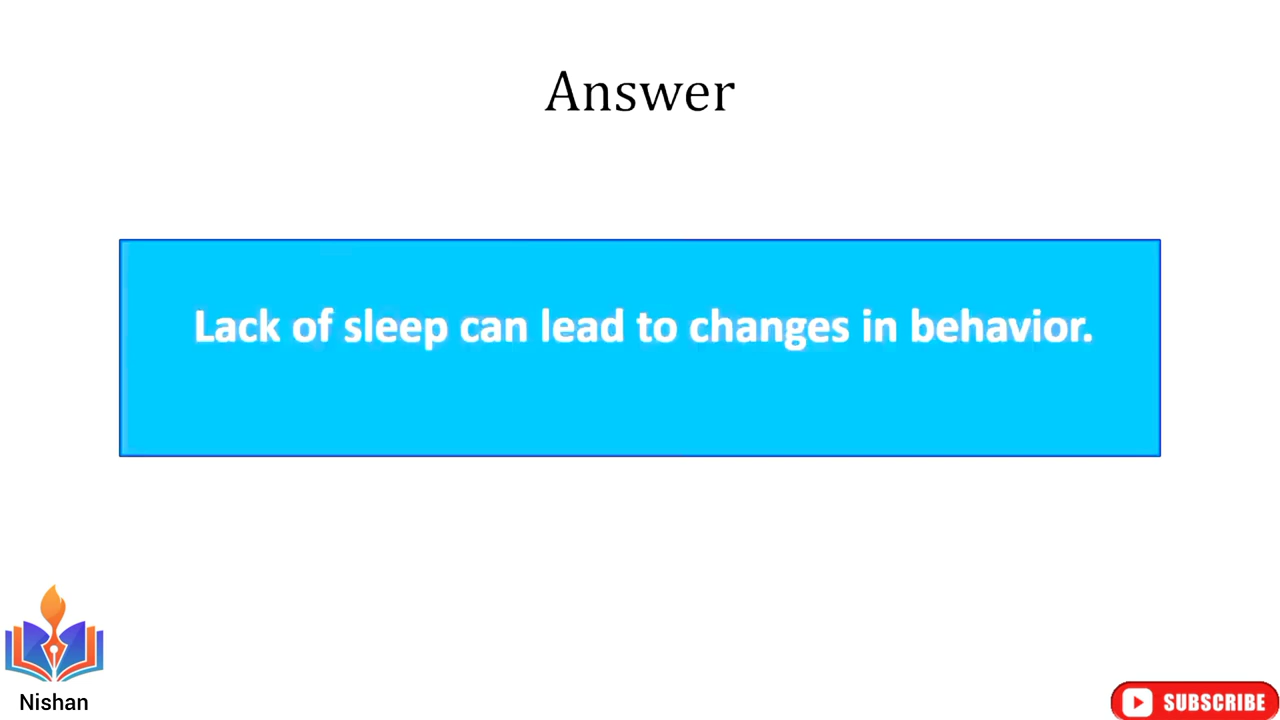 Answer
Lack of sleep can lead to changes in behavior.
Nishan
SUBSCRIBE